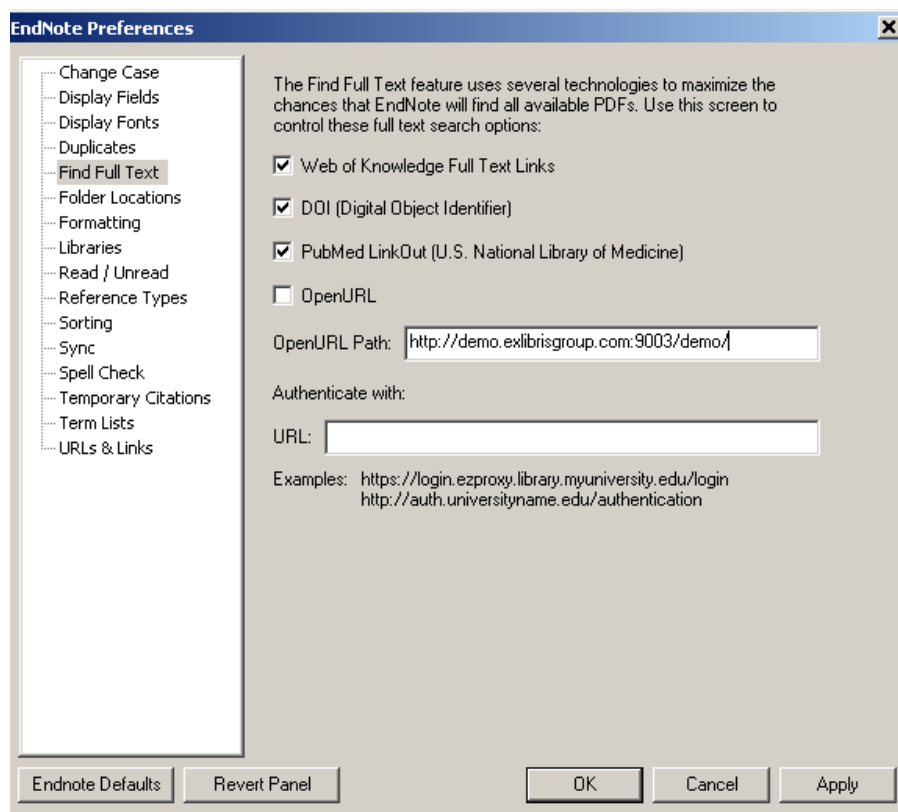 EndNote Preferences
Change Case
Display Fields
Display Fonts
Duplicates
Find Full Text
Folder Locations
Formatting
Libraries
Read / Unread
Reference Types
Sorting
Sync
Spell Check
Temporary Citations
Term Lists
URLs & Links
The Find Full Text feature uses several technologies to maximize the
chances that EndNote will find all available PDFs. Use this screen to
control these full text search options:
Web of Knowledge Full Text Links
DOI (Digital Object Identifier)
PubMed LinkOut (U.S. National Library of Medicine)
OpenURL
OpenURL Path: http://demo.exlibrisgroup.com:9003/demo/
Authenticate with:
URL:
Examples: https://login.ezproxy.library.myuniversity.edu/login
http://auth.universityname.edu/authentication
Endnote Defaults Revert Panel OK Cancel Apply